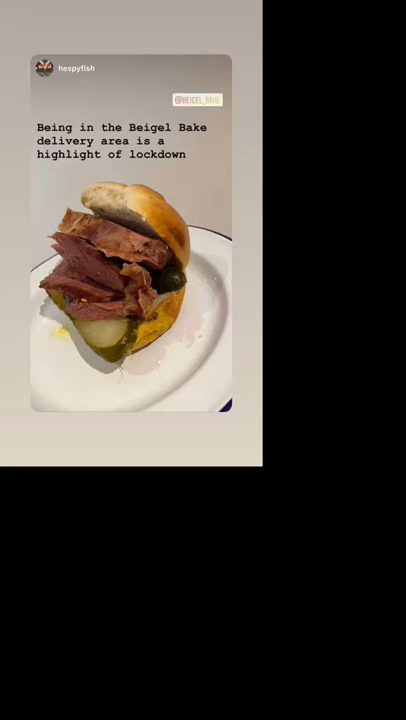 hespyfish
@BEIGEL_BAKE
Being in the Beigel Bake
delivery area is a
highlight of lockdown